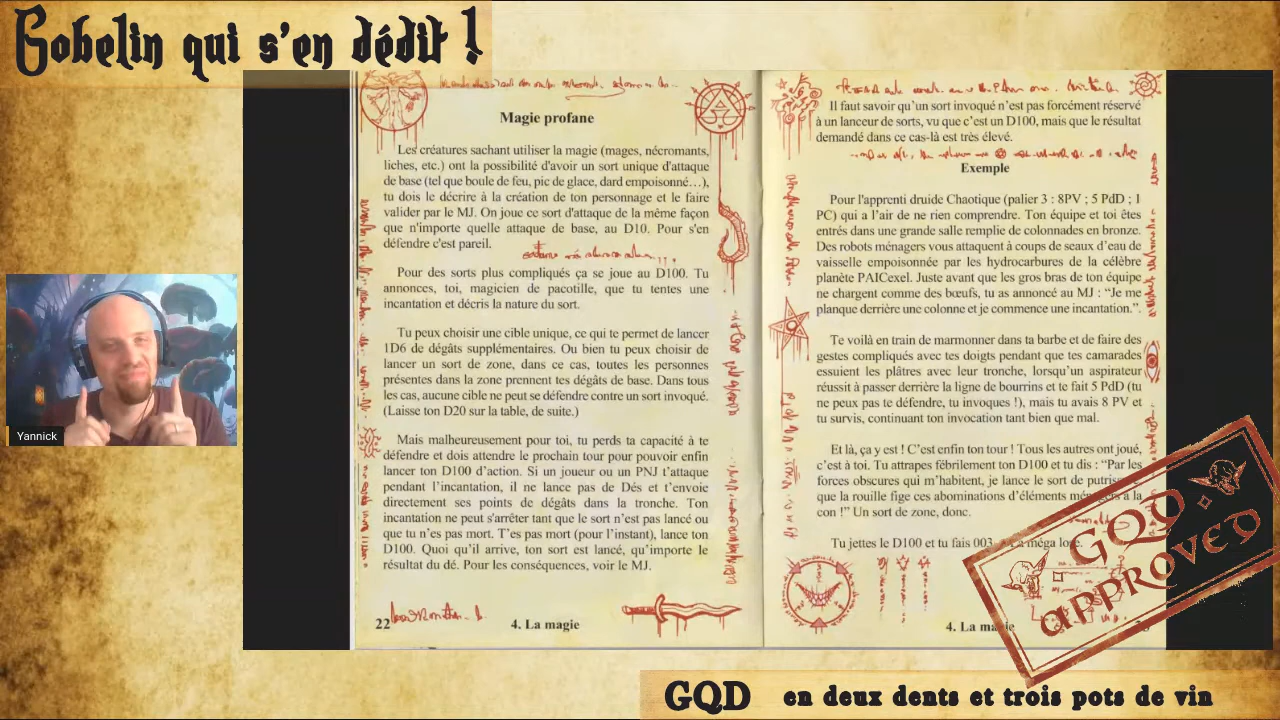 Gobelin qui s'en dédit !
Magie profane
Les créatures sachant utiliser la magie (mages, nécromants,
liches, etc.) ont la possibilité d'avoir un sort unique d'attaque
de base (tel que boule de feu, pic de glace, dard empoisonné…),
tu dois le décrire à la création de ton personnage et le faire
valider par le MJ. On joue ce sort d'attaque de la même façon
que n'importe quelle attaque de base, au D10. Pour s'en
défendre c'est pareil.
Pour des sorts plus compliqués ça se joue au D100. Tu
annonces, toi, magicien de pacotille, que tu tentes une
incantation et décris la nature du sort.
Tu peux choisir une cible unique, ce qui te permet de lancer
1D6 de dégâts supplémentaires. Ou bien tu peux choisir de
lancer un sort de zone, dans ce cas, toutes les personnes
présentes dans la zone prennent tes dégâts de base. Dans tous
les cas, aucune cible ne peut se défendre contre un sort invoqué.
(Laisse ton D20 sur la table, de suite.)
Mais malheureusement pour toi, tu perds ta capacité à te
défendre et dois attendre le prochain tour pour pouvoir enfin
lancer ton D100 d'action. Si un joueur ou un PNJ t'attaque
pendant l'incantation, il ne lance pas de Dés et t'envoie
directement ses points de dégâts dans la tronche. Ton
incantation ne peut s'arrêter tant que le sort n'est pas lancé ou
que tu n'es pas mort. T'es pas mort (pour l'instant), lance ton
D100. Quoi qu'il arrive, ton sort est lancé, qu'importe le
résultat du dé. Pour les conséquences, voir le MJ.
22
4. La magie
Il faut savoir qu'un sort invoqué n'est pas forcément réservé
à un lanceur de sorts, vu que c'est un D100, mais que le résultat
demandé dans ce cas-là est très élevé.
Exemple
Pour l'apprenti druide Chaotique (palier 3 : 8PV ; 5 PdD ; 1
PC) qui a l'air de ne rien comprendre. Ton équipe et toi êtes
entrés dans une grande salle remplie de colonnades en bronze.
Des robots ménagers vous attaquent à coups de seaux d'eau de
vaisselle empoisonnée par les hydrocarbures de la célèbre
planète PAICexel. Juste avant que les gros bras de ton équipe
ne chargent comme des bœufs, tu as annoncé au MJ : “Je me
planque derrière une colonne et je commence une incantation.”.
Te voilà en train de marmonner dans ta barbe et de faire des
gestes compliqués avec tes doigts pendant que tes camarades
essuient les plâtres avec leur tronche, lorsqu'un aspirateur
réussit à passer derrière la ligne de bourrins et te fait 5 PdD (tu
ne peux pas te défendre, tu invoques !), mais tu avais 8 PV et
tu survis, continuant ton invocation tant bien que mal.
Et là, ça y est ! C'est enfin ton tour ! Tous les autres ont joué,
c'est à toi. Tu attrapes fébrilement ton D100 et tu dis : “Par les
forces obscures qui m'habitent, je lance le sort de
que la rouille fige ces abominations d'éléments à la
con !” Un sort de zone, donc.
Tu jettes le D100 et tu fais 003 méga
4. La
GQD
APPROVED
Yannick
GQD en deux dents et trois pots de vin